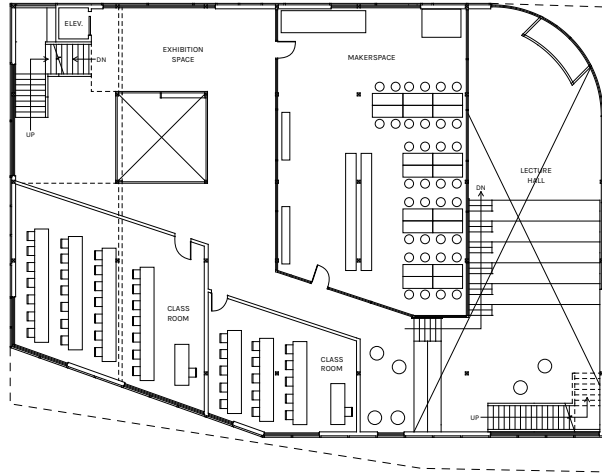 ELEV.
EXHIBITION
SPACE
MAKERSPACE
DN
UP
LECTURE
HALL
DN
CLASS
ROOM
CLASS
ROOM
UP